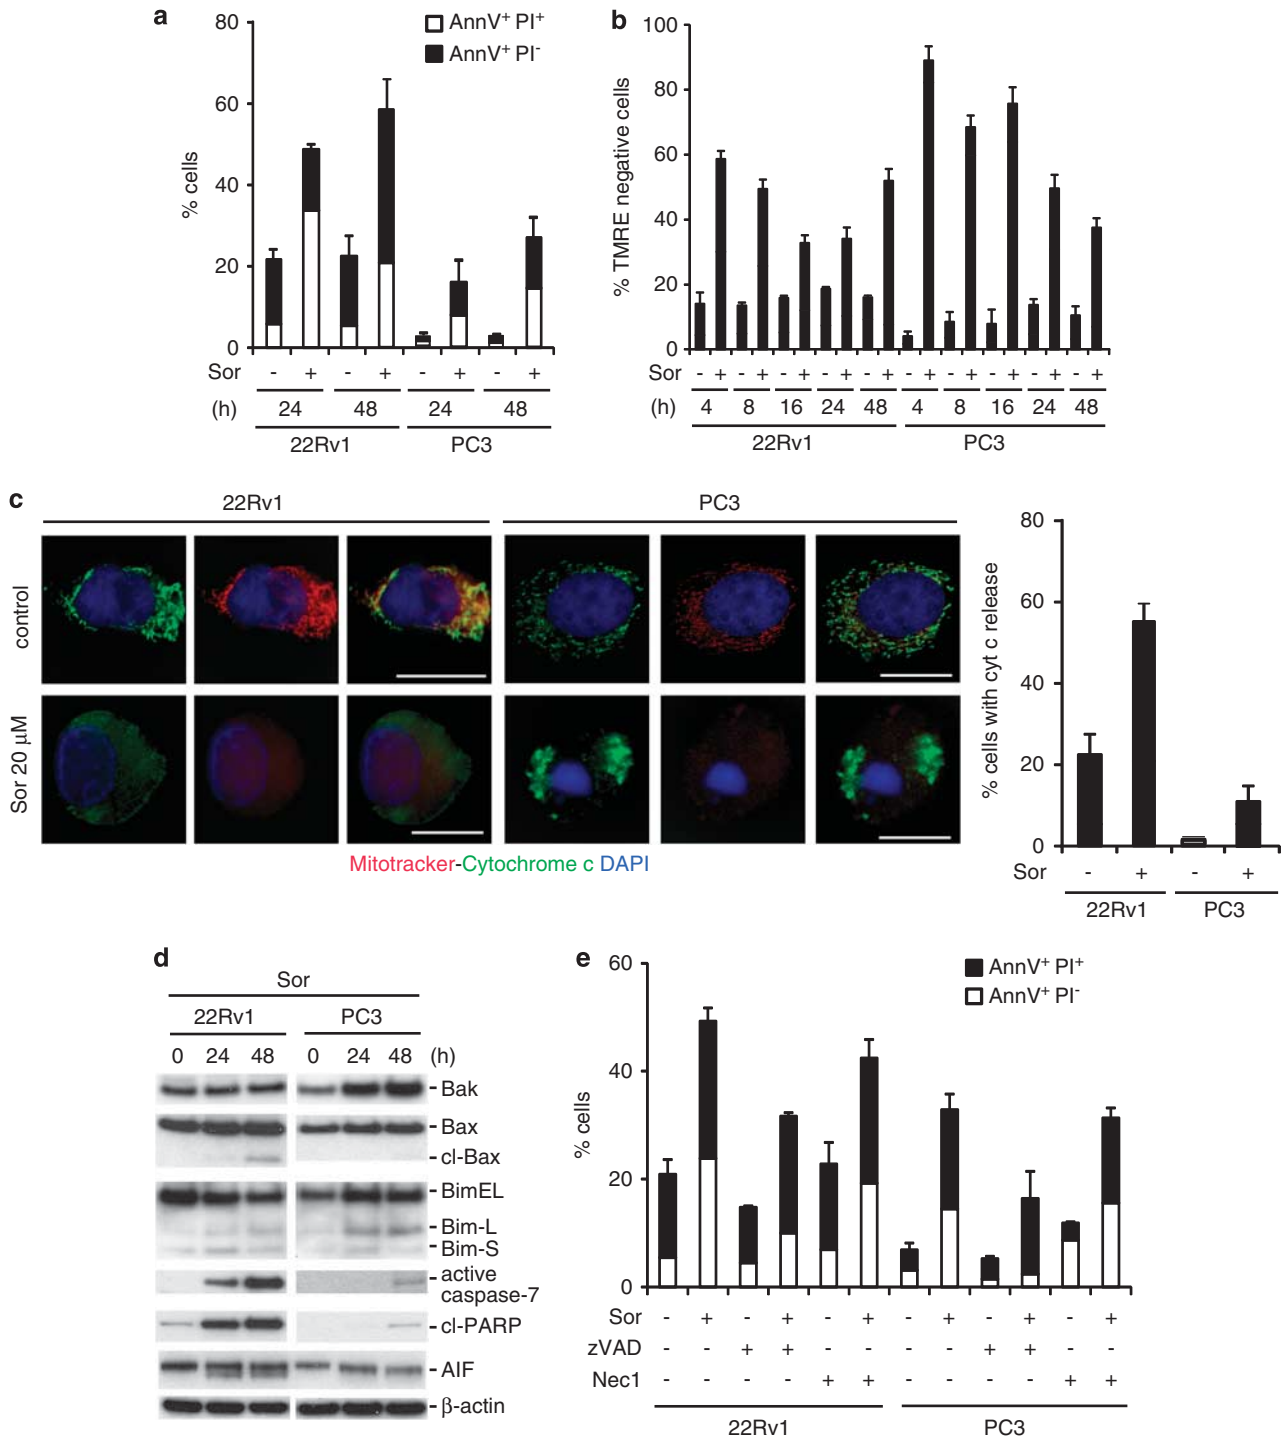 a
80
60
40
20
0
% cells
AnnV+ PI+
AnnV+ PI-
Sor - + - + - + - +
(h) 24 48 24 48
22Rv1 PC3
b
100
80
60
40
20
0
% TMRE negative cells
Sor - + - + - + - + - + - + - + - + - + - +
(h) 4 8 16 24 48 4 8 16 24 48
22Rv1 PC3
c
22Rv1 PC3
control
Sor 20 µM
Mitotracker-Cytochrome c DAPI
80
60
40
20
0
% cells with cyt c release
Sor - + - +
22Rv1 PC3
d
Sor
22Rv1 PC3
0 24 48 0 24 48 (h)
-Bak
-Bax
-cl-Bax
-BimEL
-Bim-L
-Bim-S
-active
caspase-7
-cl-PARP
-AIF
-β-actin
e
60
40
20
0
% cells
AnnV+ PI+
AnnV+ PI-
Sor - + - + - + - + - + - +
zVAD - - + + - - - - + + - -
Nec1 - - - - + + - - - - + +
22Rv1 PC3